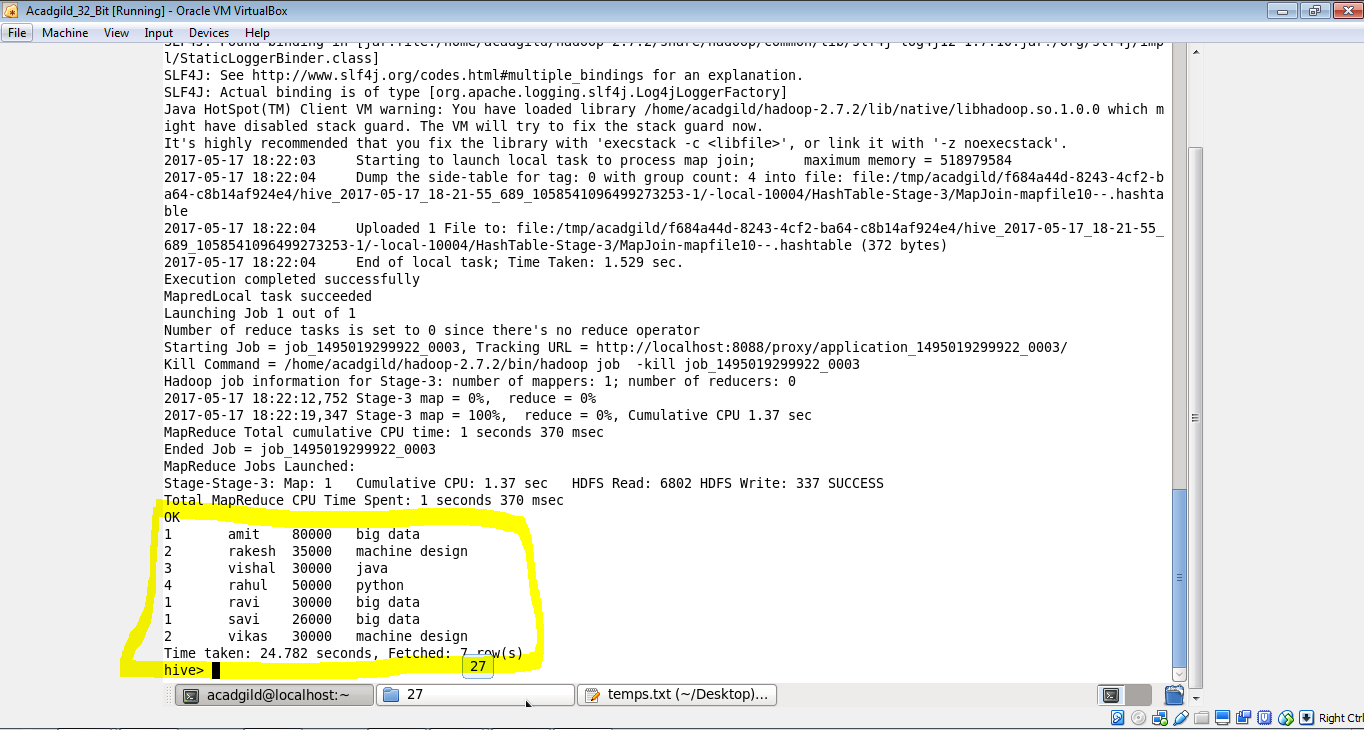 Acadgild_32_Bit [Running] - Oracle VM VirtualBox
File Machine View Input Devices Help
SLF4J: Found binding in [jar:file:/home/acadgild/hadoop-2.7.2/share/hadoop/common/lib/slf4j-log4j12-1.7.10.jar!/org/slf4j/imp
l/StaticLoggerBinder.class]
SLF4J: See http://www.slf4j.org/codes.html#multiple_bindings for an explanation.
SLF4J: Actual binding is of type [org.apache.logging.slf4j.Log4jLoggerFactory]
Java HotSpot(TM) Client VM warning: You have loaded library /home/acadgild/hadoop-2.7.2/lib/native/libhadoop.so.1.0.0 which m
ight have disabled stack guard. The VM will try to fix the stack guard now.
It's highly recommended that you fix the library with 'execstack -c <libfile>', or link it with '-z noexecstack'.
2017-05-17 18:22:03 Starting to launch local task to process map join; maximum memory = 518979584
2017-05-17 18:22:04 Dump the side-table for tag: 0 with group count: 4 into file: file:/tmp/acadgild/f684a44d-8243-4cf2-b
a64-c8b14af924e4/hive_2017-05-17_18-21-55_689_1058541096499273253-1/-local-10004/HashTable-Stage-3/MapJoin-mapfile10--.hashta
ble
2017-05-17 18:22:04 Uploaded 1 File to: file:/tmp/acadgild/f684a44d-8243-4cf2-ba64-c8b14af924e4/hive_2017-05-17_18-21-55_
689_1058541096499273253-1/-local-10004/HashTable-Stage-3/MapJoin-mapfile10--.hashtable (372 bytes)
2017-05-17 18:22:04 End of local task; Time Taken: 1.529 sec.
Execution completed successfully
MapredLocal task succeeded
Launching Job 1 out of 1
Number of reduce tasks is set to 0 since there's no reduce operator
Starting Job = job_1495019299922_0003, Tracking URL = http://localhost:8088/proxy/application_1495019299922_0003/
Kill Command = /home/acadgild/hadoop-2.7.2/bin/hadoop job -kill job_1495019299922_0003
Hadoop job information for Stage-3: number of mappers: 1; number of reducers: 0
2017-05-17 18:22:12,752 Stage-3 map = 0%, reduce = 0%
2017-05-17 18:22:19,347 Stage-3 map = 100%, reduce = 0%, Cumulative CPU 1.37 sec
MapReduce Total cumulative CPU time: 1 seconds 370 msec
Ended Job = job_1495019299922_0003
MapReduce Jobs Launched:
Stage-Stage-3: Map: 1 Cumulative CPU: 1.37 sec HDFS Read: 6802 HDFS Write: 337 SUCCESS
Total MapReduce CPU Time Spent: 1 seconds 370 msec
OK
1 amit 80000 big data
2 rakesh 35000 machine design
3 vishal 30000 java
4 rahul 50000 python
1 ravi 30000 big data
1 savi 26000 big data
2 vikas 30000 machine design
Time taken: 24.782 seconds, Fetched: 7 row(s)
hive>
27
acadgild@localhost:~ 27 temps.txt (~/Desktop)...
Right Ctrl